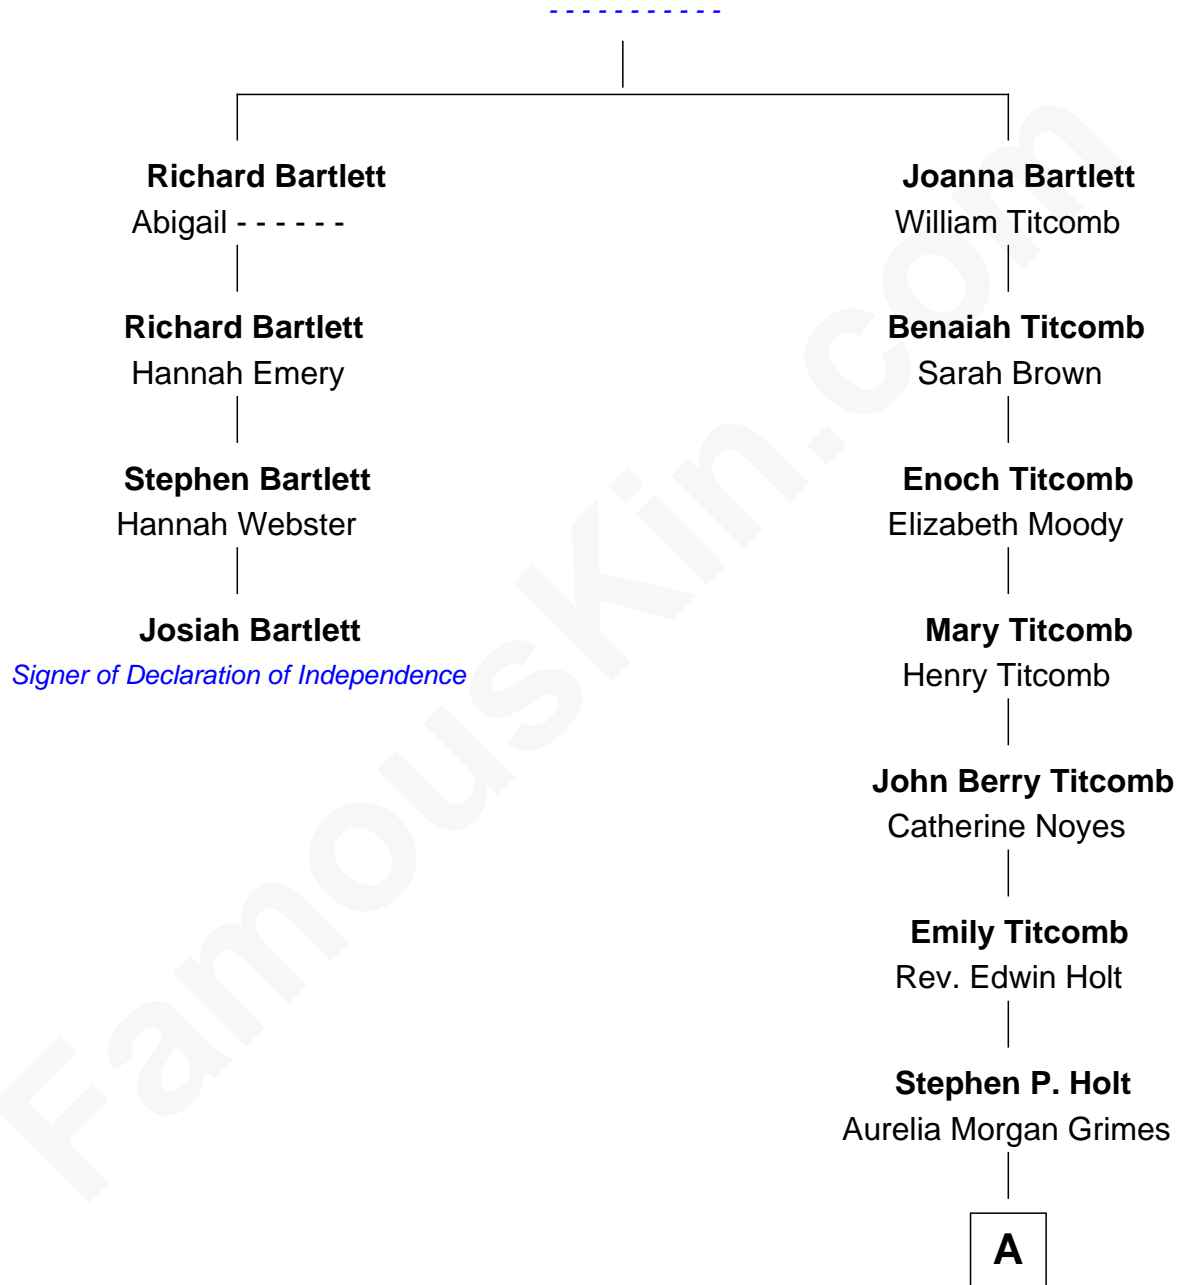 - - - - - - - - - - -
Richard Bartlett
Abigail - - - - - -
Joanna Bartlett
William Titcomb
Richard Bartlett
Hannah Emery
Benaiah Titcomb
Sarah Brown
Stephen Bartlett
Hannah Webster
Enoch Titcomb
Elizabeth Moody
Josiah Bartlett
Signer of Declaration of Independence
Mary Titcomb
Henry Titcomb
John Berry Titcomb
Catherine Noyes
Emily Titcomb
Rev. Edwin Holt
Stephen P. Holt
Aurelia Morgan Grimes
A
FamousKin.com